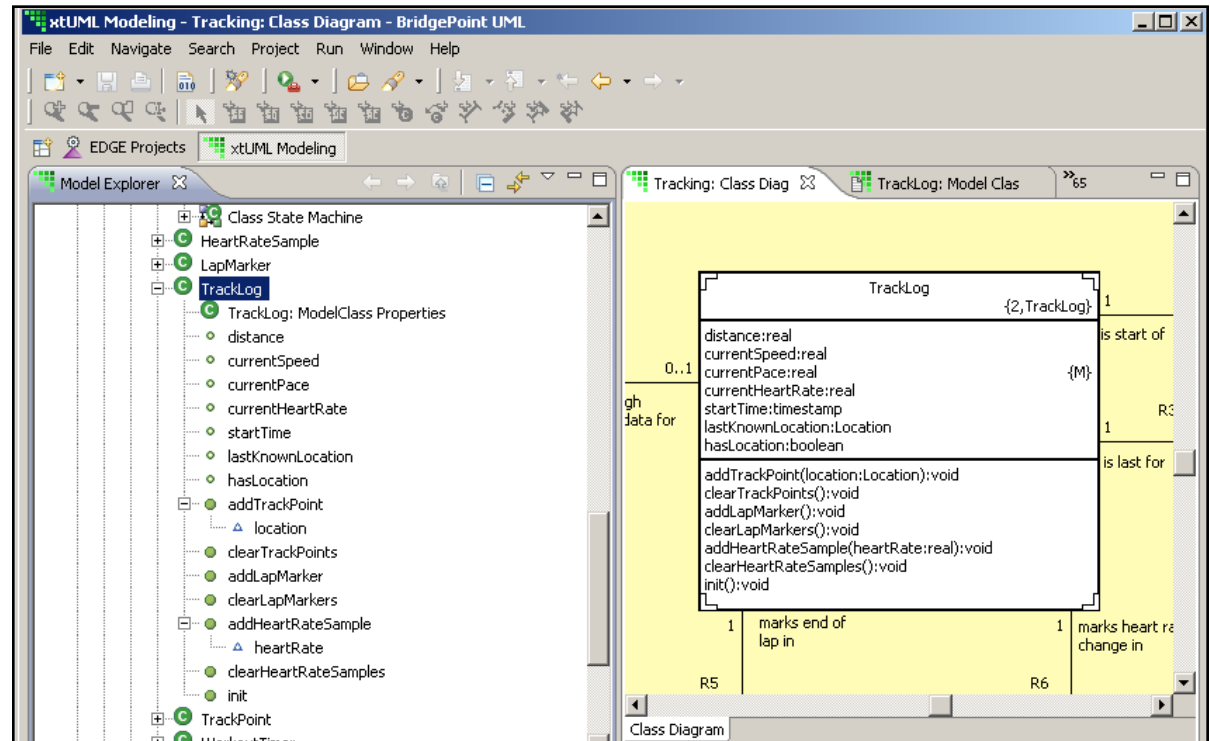 xtUML Modeling - Tracking: Class Diagram - BridgePoint UML
File Edit Navigate Search Project Run Window Help
010
EDGE Projects xtUML Modeling
Model Explorer
Class State Machine
HeartRateSample
LapMarker
TrackLog
TrackLog: ModelClass Properties
distance
currentSpeed
currentPace
currentHeartRate
startTime
lastKnownLocation
hasLocation
addTrackPoint
location
clearTrackPoints
addLapMarker
clearLapMarkers
addHeartRateSample
heartRate
clearHeartRateSamples
init
TrackPoint
WorkoutTimer
Tracking: Class Diag TrackLog: Model Clas »65
TrackLog
{2,TrackLog}
distance:real
currentSpeed:real
currentPace:real
{M}
currentHeartRate:real
startTime:timestamp
lastKnownLocation:Location
hasLocation:boolean
addTrackPoint(location:Location):void
clearTrackPoints():void
addLapMarker():void
clearLapMarkers():void
addHeartRateSample(heartRate:real):void
clearHeartRateSamples():void
init():void
0..1
gh
data for
1
is start of
R3
1
is last for
1
marks end of
lap in
R5
1
marks heart ra
change in
R6
Class Diagram